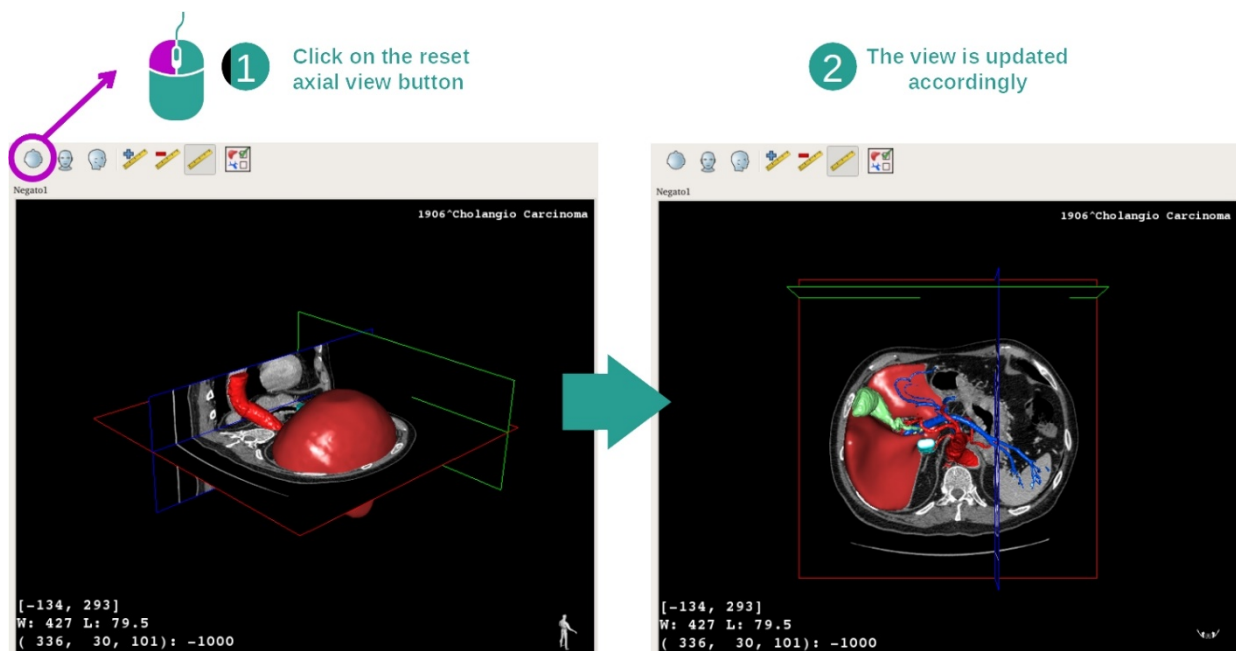 1
Click on the reset
axial view button
2
The view is updated
accordingly
Negato1
1906^Cholangio Carcinoma
[-134, 293]
W: 427 L: 79.5
( 336,  30, 101): -1000
Negato1
1906^Cholangio Carcinoma
[-134, 293]
W: 427 L: 79.5
( 336,  30, 101): -1000